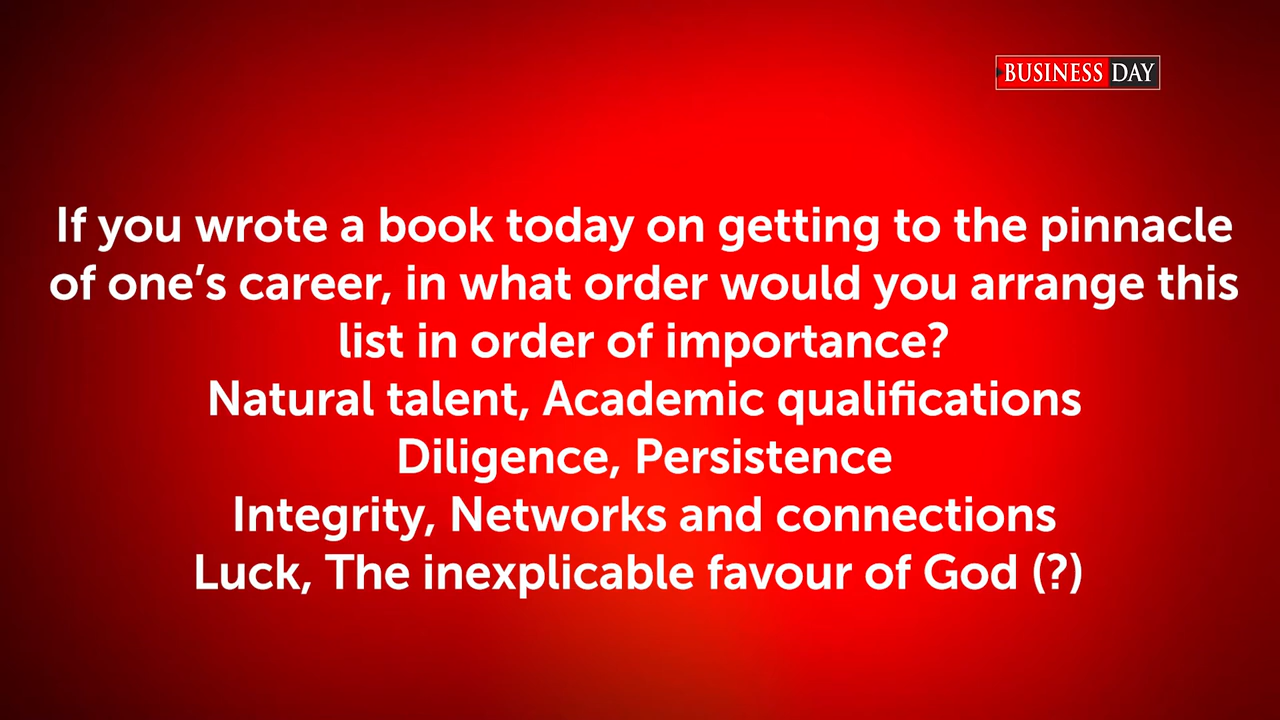 BUSINESS DAY
If you wrote a book today on getting to the pinnacle
of one’s career, in what order would you arrange this
list in order of importance?
Natural talent, Academic qualifications
Diligence, Persistence
Integrity, Networks and connections
Luck, The inexplicable favour of God (?)